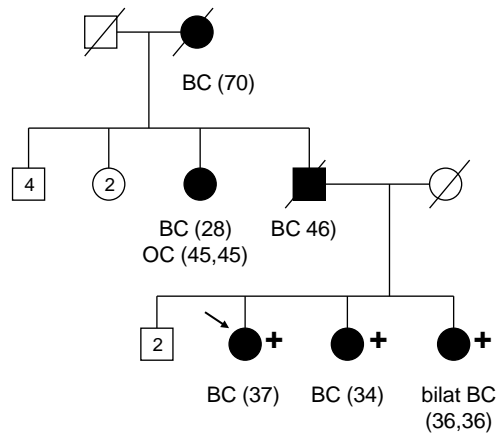 BC (70)
4
2
BC (28)
OC (45,45)
BC 46)
2
+
+
+
BC (37)
BC (34)
bilat BC
(36,36)